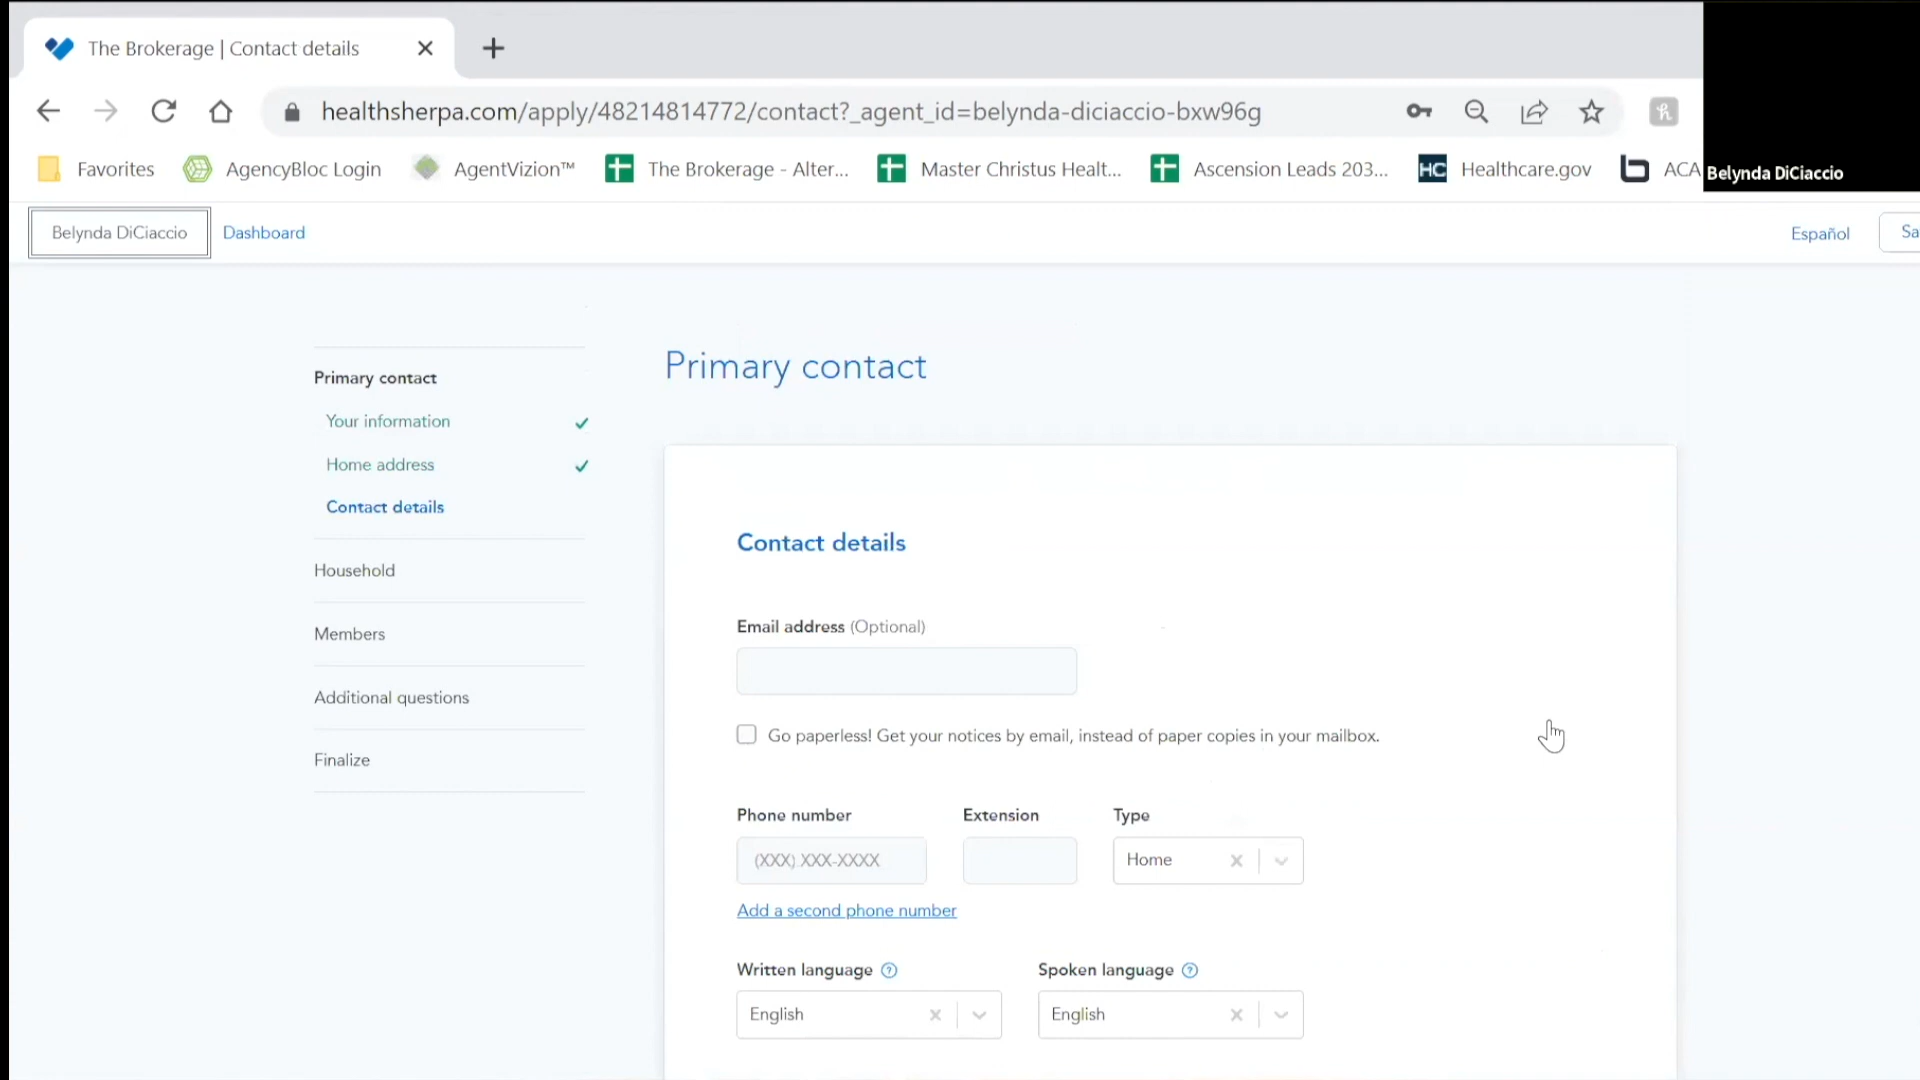 The Brokerage | Contact details
healthsherpa.com/apply/48214814772/contact?_agent_id=belynda-diciaccio-bxw96g
Favorites AgencyBloc Login AgentVizion™ The Brokerage - Alter... Master Christus Healt... Ascension Leads 203... HC Healthcare.gov ACA
Belynda DiCiaccio
Belynda DiCiaccio Dashboard Español Sa
Primary contact
Your information
Home address
Contact details
Household
Members
Additional questions
Finalize
Primary contact
Contact details
Email address (Optional)
Go paperless! Get your notices by email, instead of paper copies in your mailbox.
Phone number Extension Type
(XXX) XXX-XXXX Home
Add a second phone number
Written language ? Spoken language ?
English English